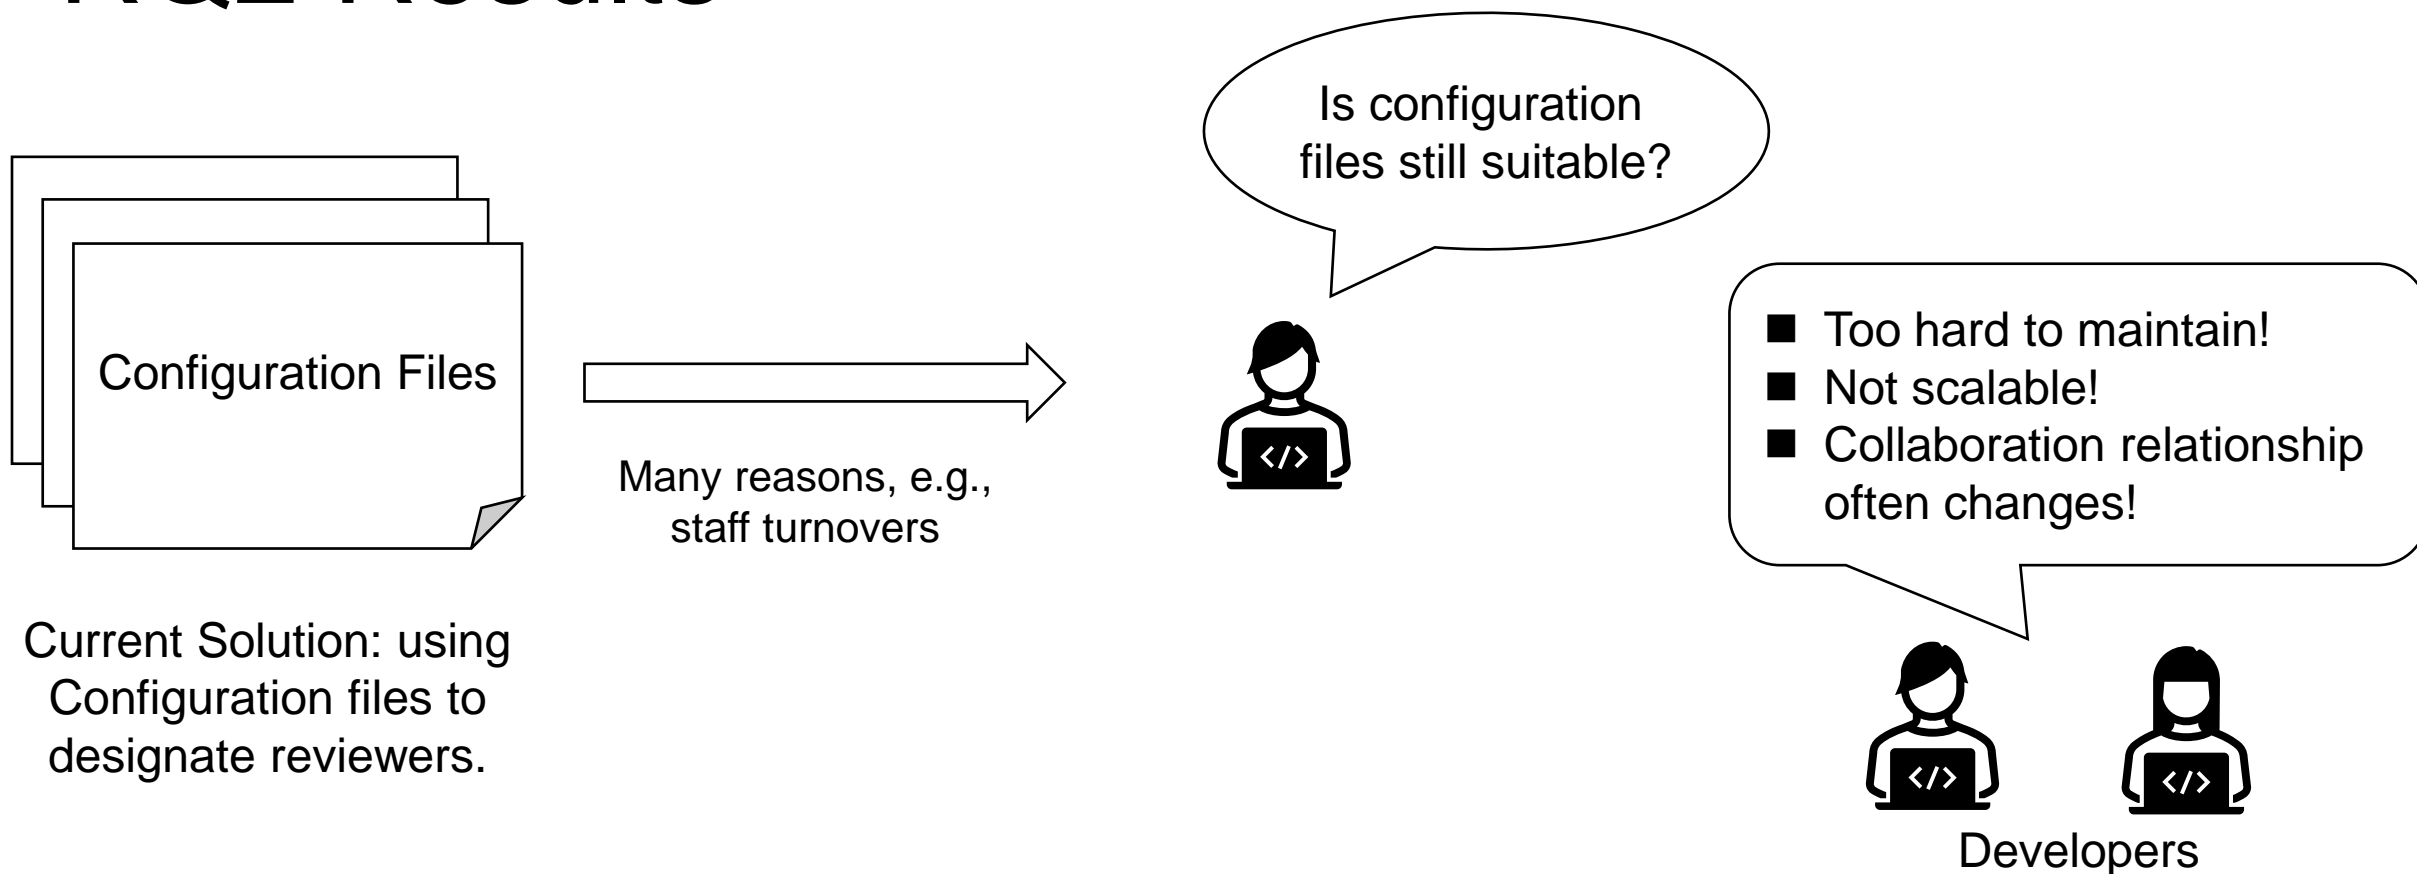 Is configuration
files still suitable?
Configuration Files
Many reasons, e.g.,
staff turnovers
■ Too hard to maintain!
■ Not scalable!
■ Collaboration relationship
often changes!
Current Solution: using
Configuration files to
designate reviewers.
</>
</>
</>
Developers